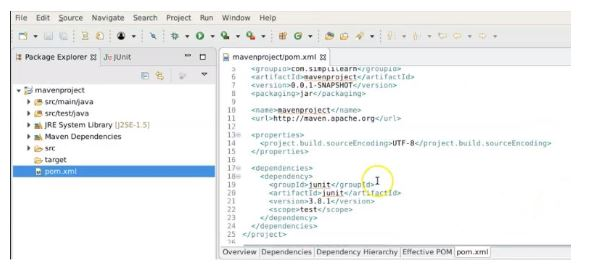 File Edit Source Navigate Search Project Run Window Help
Package Explorer JUnit
mavenproject
src/main/java
src/test/java
JRE System Library [J2SE-1.5]
Maven Dependencies
src
target
pom.xml
mavenproject/pom.xml
5 <groupId>com.simplilearn</groupId>
6 <artifactId>mavenproject</artifactId>
7 <version>0.0.1-SNAPSHOT</version>
8 <packaging>jar</packaging>
9
10 <name>mavenproject</name>
11 <url>http://maven.apache.org</url>
12
13 <properties>
14 <project.build.sourceEncoding>UTF-8</project.build.sourceEncoding>
15 </properties>
16
17 <dependencies>
18 <dependency>
19 <groupId>junit</groupId>
20 <artifactId>junit</artifactId>
21 <version>3.8.1</version>
22 <scope>test</scope>
23 </dependency>
24 </dependencies>
25 </project>
26
Overview Dependencies Dependency Hierarchy Effective POM pom.xml